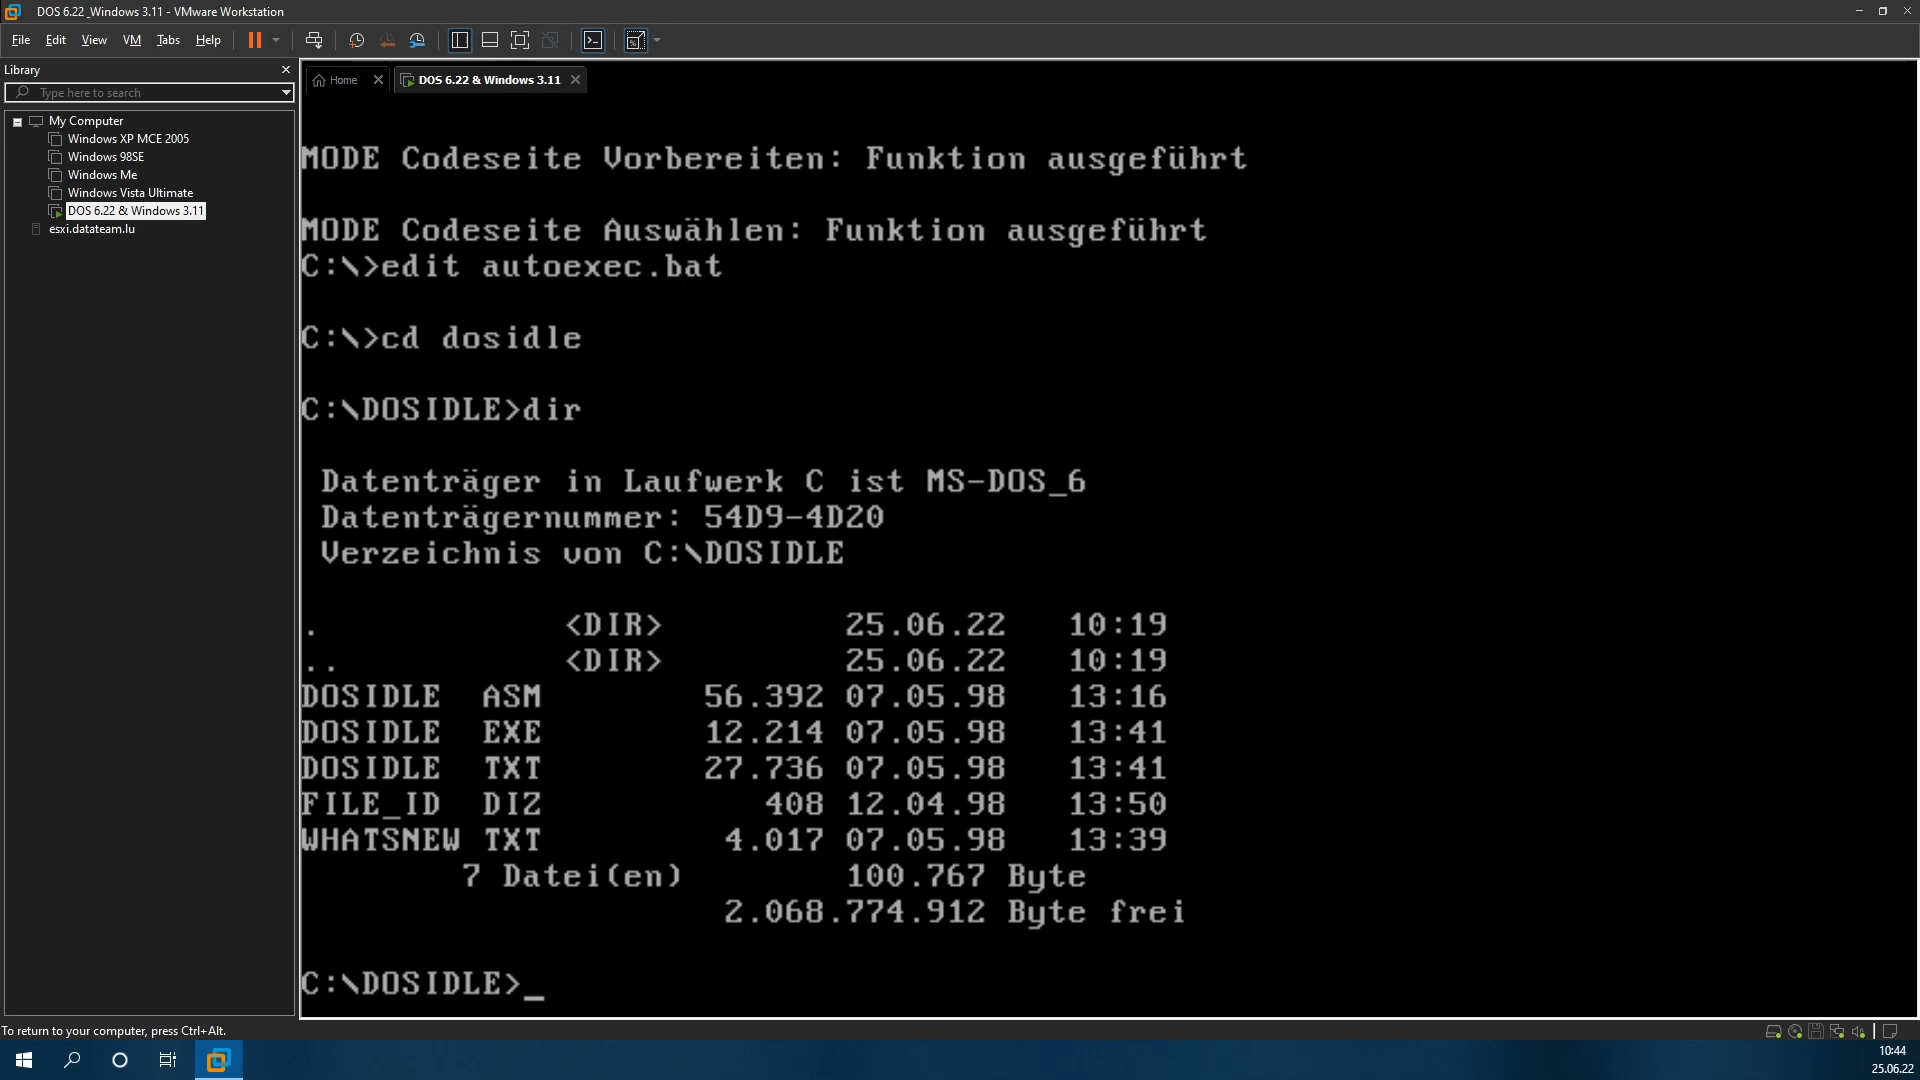 DOS 6.22 _Windows 3.11 - VMware Workstation
File Edit View VM Tabs Help
Library
Type here to search
My Computer
Windows XP MCE 2005
Windows 98SE
Windows Me
Windows Vista Ultimate
DOS 6.22 & Windows 3.11
esxi.datateam.lu
Home
DOS 6.22 & Windows 3.11
MODE Codeseite Vorbereiten: Funktion ausgeführt
MODE Codeseite Auswählen: Funktion ausgeführt
C:\>edit autoexec.bat
C:\>cd dosidle
C:\DOSIDLE>dir
Datenträger in Laufwerk C ist MS-DOS_6
Datenträgernummer: 54D9-4D20
Verzeichnis von C:\DOSIDLE
. <DIR> 25.06.22 10:19
.. <DIR> 25.06.22 10:19
DOSIDLE ASM 56.392 07.05.98 13:16
DOSIDLE EXE 12.214 07.05.98 13:41
DOSIDLE TXT 27.736 07.05.98 13:41
FILE_ID DIZ 408 12.04.98 13:50
WHATSNEW TXT 4.017 07.05.98 13:39
7 Datei(en) 100.767 Byte
2.068.774.912 Byte frei
C:\DOSIDLE>_
To return to your computer, press Ctrl+Alt.
10:44
25.06.22